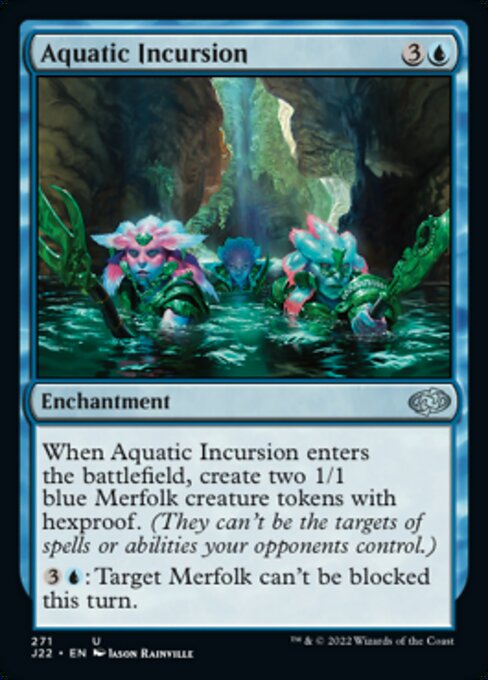 Aquatic Incursion 3
Enchantment
When Aquatic Incursion enters
the battlefield, create two 1/1
blue Merfolk creature tokens with
hexproof. (They can't be the targets of
spells or abilities your opponents control.)
3 : Target Merfolk can't be blocked
this turn.
271 U ™ & © 2022 Wizards of the Coast
J22 • EN Jason Rainville